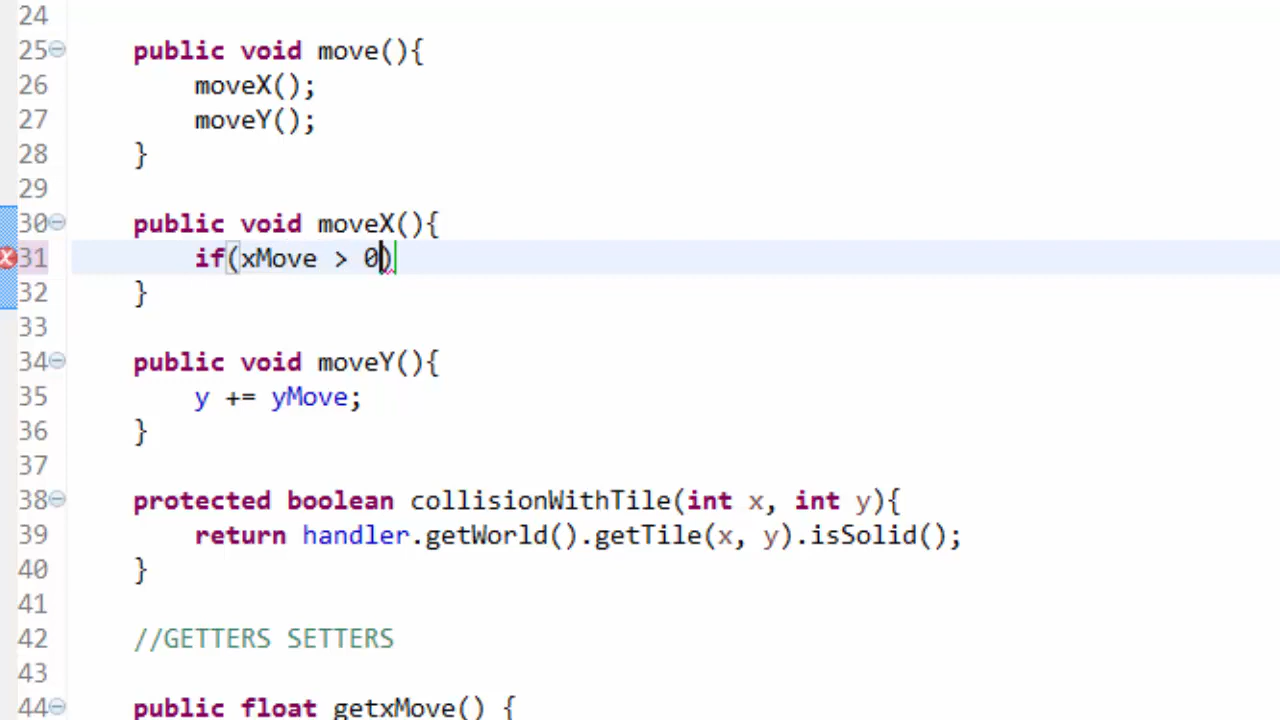 24
25 public void move(){
26 moveX();
27 moveY();
28 }
29
30 public void moveX(){
31 if(xMove > 0)
32 }
33
34 public void moveY(){
35 y += yMove;
36 }
37
38 protected boolean collisionWithTile(int x, int y){
39 return handler.getWorld().getTile(x, y).isSolid();
40 }
41
42 //GETTERS SETTERS
43
44 public float getxMove() {